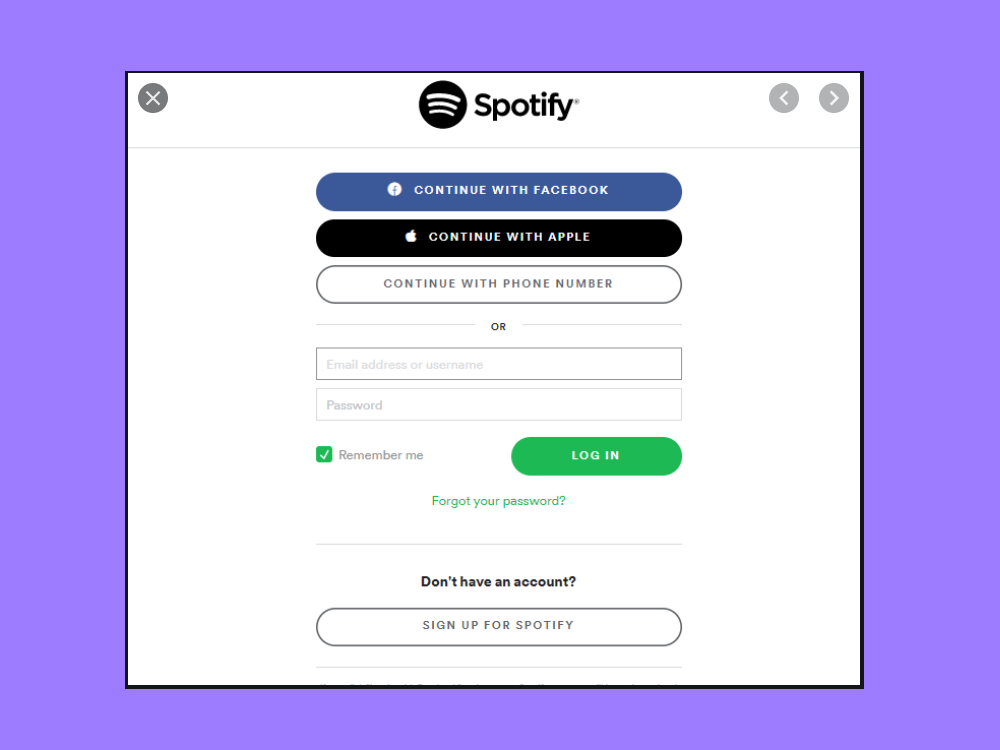 Spotify®
CONTINUE WITH FACEBOOK
CONTINUE WITH APPLE
CONTINUE WITH PHONE NUMBER
OR
Email address or username
Password
Remember me
LOG IN
Forgot your password?
Don't have an account?
SIGN UP FOR SPOTIFY